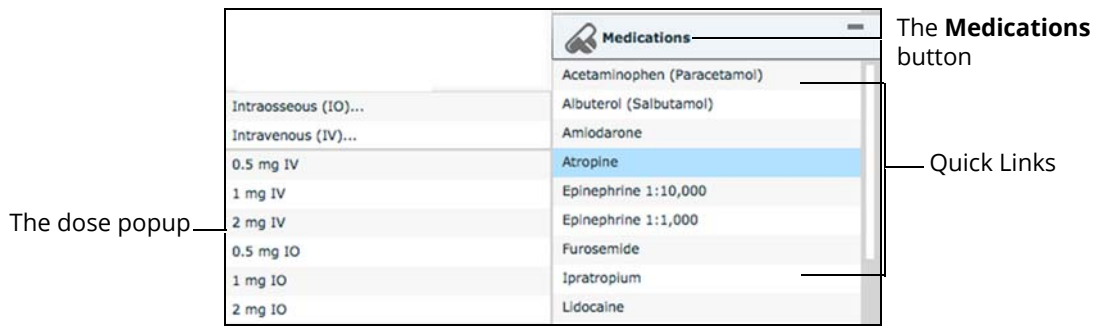 The Medications
button
Medications
Acetaminophen (Paracetamol)
Intraosseous (IO)...
Albuterol (Salbutamol)
Intravenous (IV)...
Amiodarone
0.5 mg IV
Atropine
Quick Links
1 mg IV
Epinephrine 1:10,000
The dose popup
2 mg IV
Epinephrine 1:1,000
0.5 mg IO
Furosemide
1 mg IO
Ipratropium
2 mg IO
Lidocaine